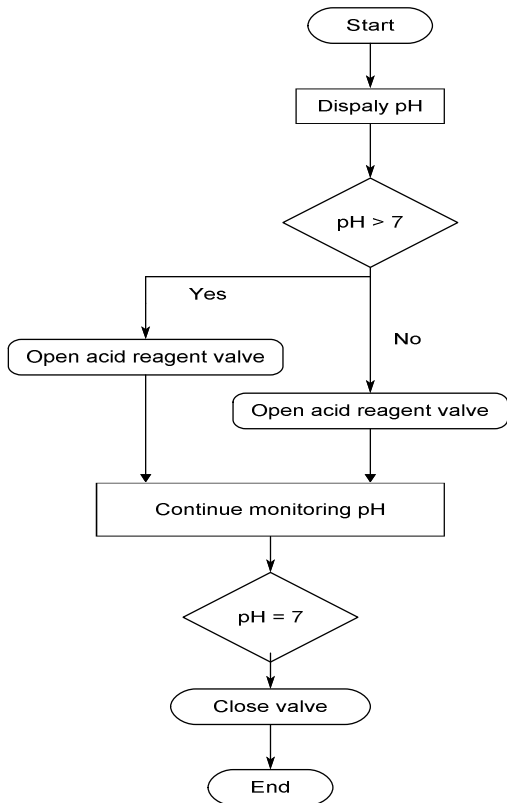 Start
Dispaly pH
pH > 7
Yes
No
Open acid reagent valve
Open acid reagent valve
Continue monitoring pH
pH = 7
Close valve
End